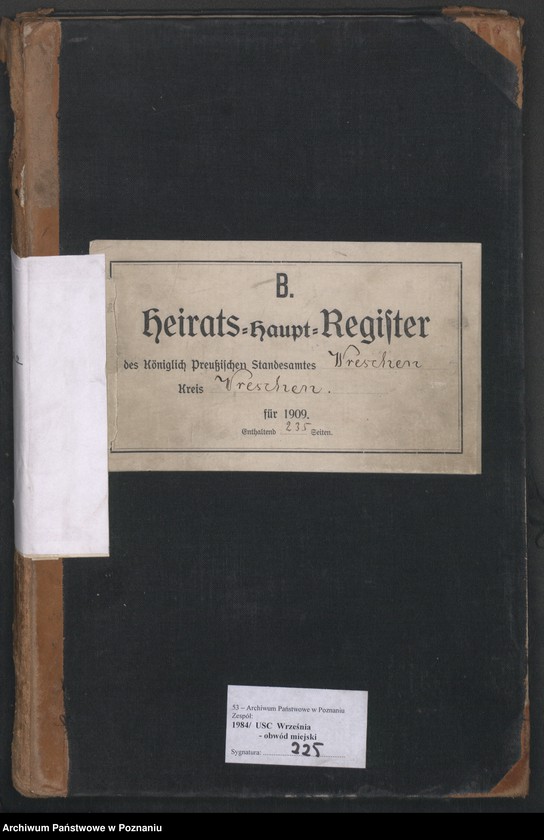 B.
Heirats-Haupt-Register
des Königlich Preußischen Standesamtes Wreschen
Kreis Wreschen.
für 1909.
Enthaltend 235 Seiten.
2
53 – Archiwum Państwowe w Poznaniu
Zespół:
1984/ USC Września
- obwód miejski
Sygnatura: 225
Archiwum Państwowe w Poznaniu